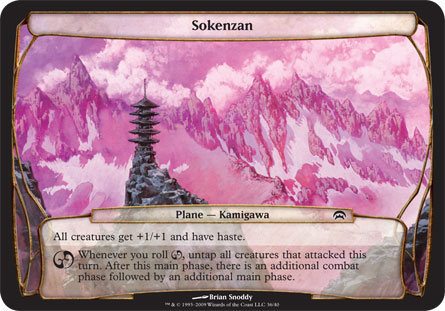 Sokenzan
Plane — Kamigawa
All creatures get +1/+1 and have haste.
Whenever you roll , untap all creatures that attacked this
turn. After this main phase, there is an additional combat
phase followed by an additional main phase.
Brian Snoddy
™ & © 1993-2009 Wizards of the Coast LLC 36/40